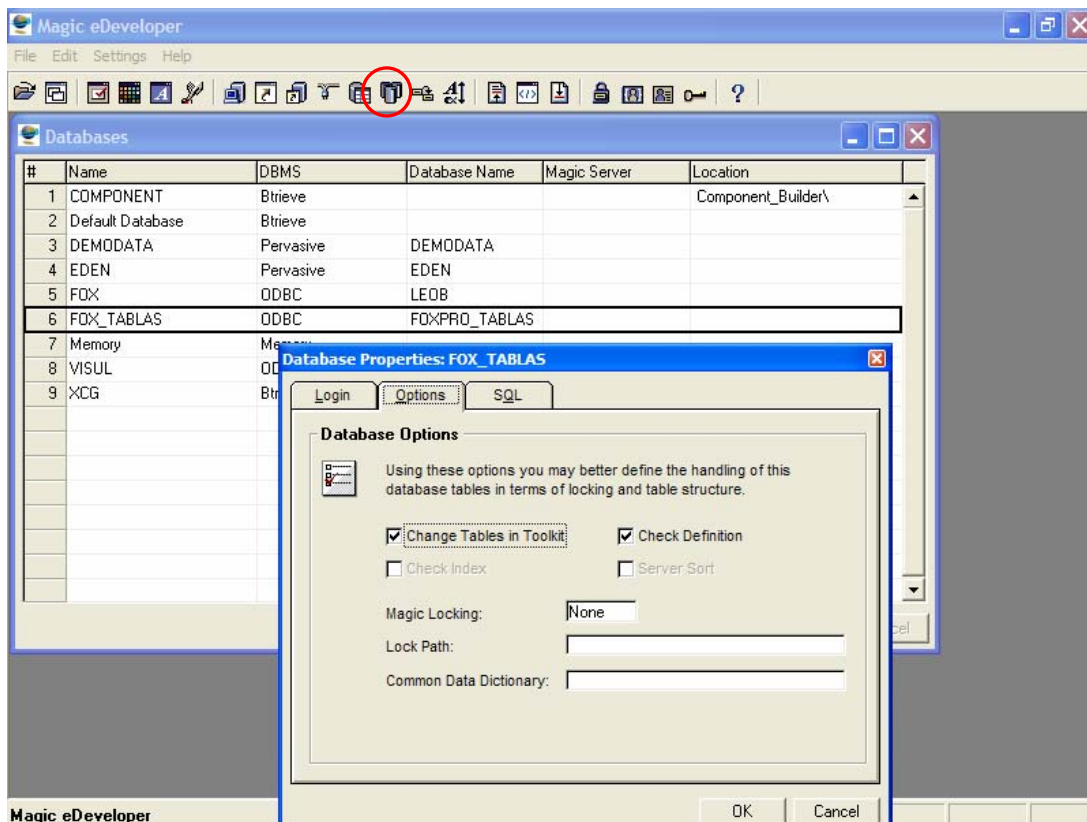 Magic eDeveloper
File Edit Settings Help
Databases
# Name DBMS Database Name Magic Server Location
1 COMPONENT Btrieve Component_Builder\
2 Default Database Btrieve
3 DEMODATA Pervasive DEMODATA
4 EDEN Pervasive EDEN
5 FOX ODBC LEOB
6 FOX_TABLAS ODBC FOXPRO_TABLAS
7 Memory
8 VISUL
9 XCG
Database Properties: FOX_TABLAS
Login Options SQL
Database Options
Using these options you may better define the handling of this
database tables in terms of locking and table structure.
Change Tables in Toolkit Check Definition
Check Index Server Sort
Magic Locking: None
Lock Path:
Common Data Dictionary:
OK Cancel
Magic eDeveloper